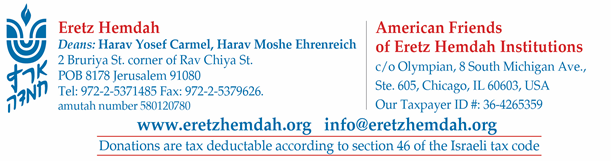 ארץ
חמדה
Eretz Hemdah
Deans: Harav Yosef Carmel, Harav Moshe Ehrenreich
2 Bruriya St. corner of Rav Chiya St.
POB 8178 Jerusalem 91080
Tel: 972-2-5371485 Fax: 972-2-5379626.
amutah number 580120780
American Friends
of Eretz Hemdah Institutions
c/o Olympian, 8 South Michigan Ave.,
Ste. 605, Chicago, IL 60603, USA
Our Taxpayer ID #: 36-4265359
www.eretzhemdah.org info@eretzhemdah.org
Donations are tax deductable according to section 46 of the Israeli tax code